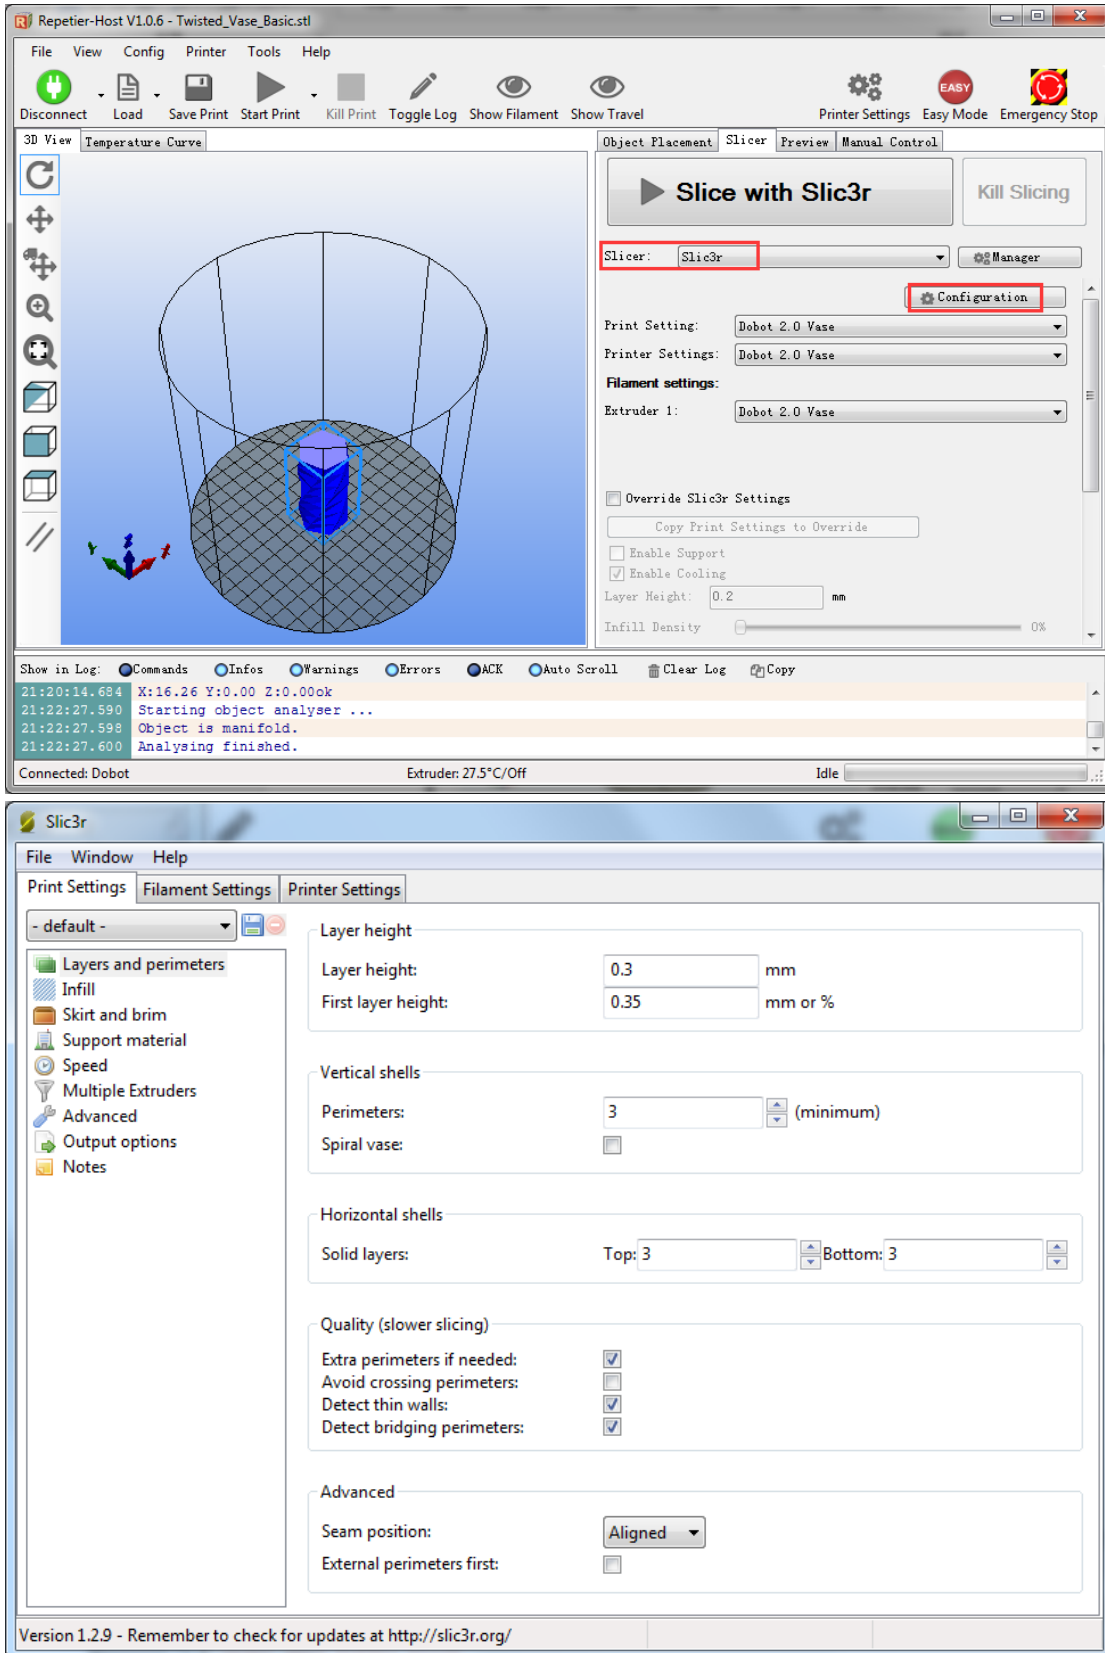 Repetier-Host V1.0.6 - Twisted_Vase_Basic.stl
File View Config Printer Tools Help
EASY
Disconnect Load Save Print Start Print Kill Print Toggle Log Show Filament Show Travel Printer Settings Easy Mode Emergency Stop
3D View Temperature Curve
Object Placement Slicer Preview Manual Control
Slice with Slic3r
Kill Slicing
Slicer: Slic3r Manager
Configuration
Print Setting: Dobot 2.0 Vase
Printer Settings: Dobot 2.0 Vase
Filament settings:
Extruder 1: Dobot 2.0 Vase
Override Slic3r Settings
Copy Print Settings to Override
Enable Support
Enable Cooling
Layer Height: 0.2 mm
Infill Density 0%
Y Z X
Show in Log: Commands Infos Warnings Errors ACK Auto Scroll Clear Log Copy
21:20:14.684 X:16.26 Y:0.00 Z:0.00ok
21:22:27.590 Starting object analyser ...
21:22:27.598 Object is manifold.
21:22:27.600 Analysing finished.
Connected: Dobot Extruder: 27.5°C/Off Idle
Slic3r
File Window Help
Print Settings Filament Settings Printer Settings
- default -
Layers and perimeters
Infill
Skirt and brim
Support material
Speed
Multiple Extruders
Advanced
Output options
Notes
Layer height
Layer height: 0.3 mm
First layer height: 0.35 mm or %
Vertical shells
Perimeters: 3 (minimum)
Spiral vase:
Horizontal shells
Solid layers: Top: 3 Bottom: 3
Quality (slower slicing)
Extra perimeters if needed:
Avoid crossing perimeters:
Detect thin walls:
Detect bridging perimeters:
Advanced
Seam position: Aligned
External perimeters first:
Version 1.2.9 - Remember to check for updates at http://slic3r.org/